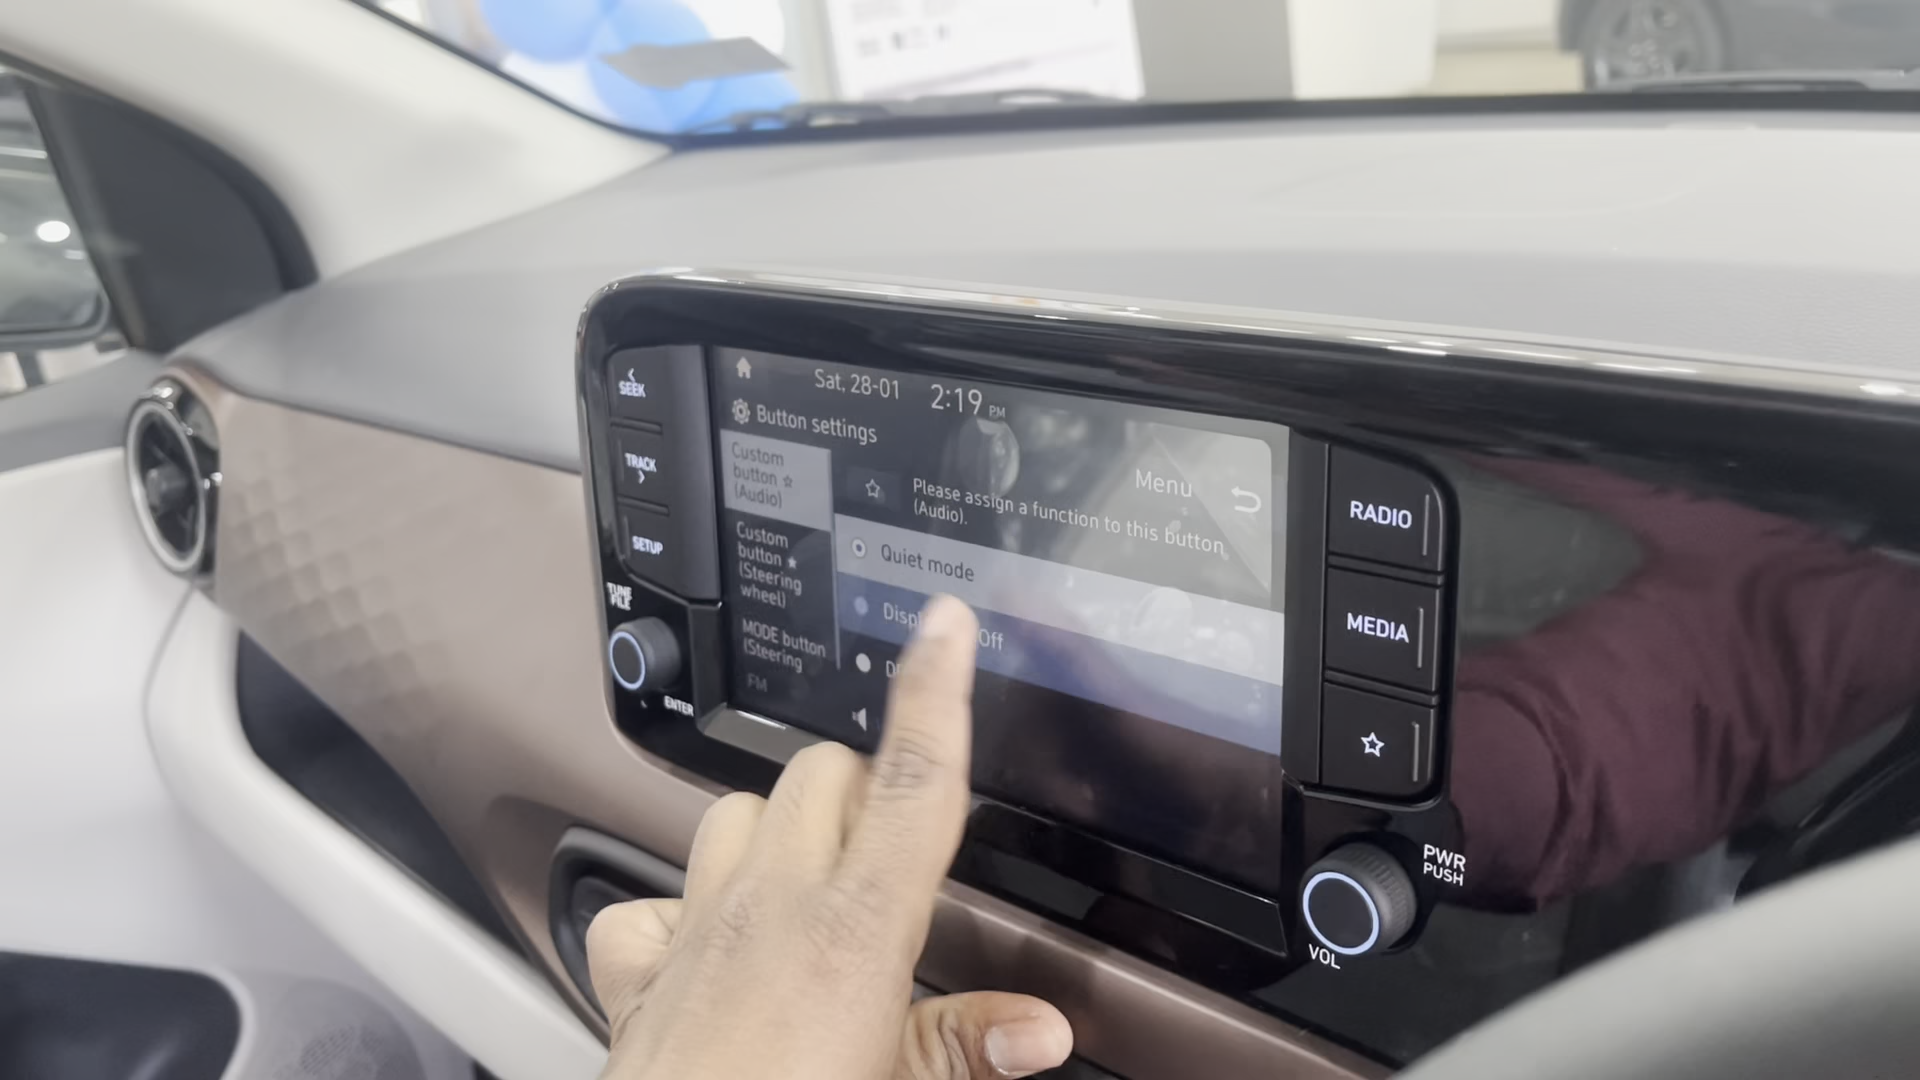 SEEK
TRACK
SETUP
TUNE
FILE
ENTER
Sat, 28-01 2:19 PM
Button settings
Menu
Custom
button ☆
(Audio)
Custom
button ★
(Steering
wheel)
MODE button
(Steering
FM
Please assign a function to this button
(Audio).
Quiet mode
Off
RADIO
MEDIA
☆
PWR
PUSH
VOL